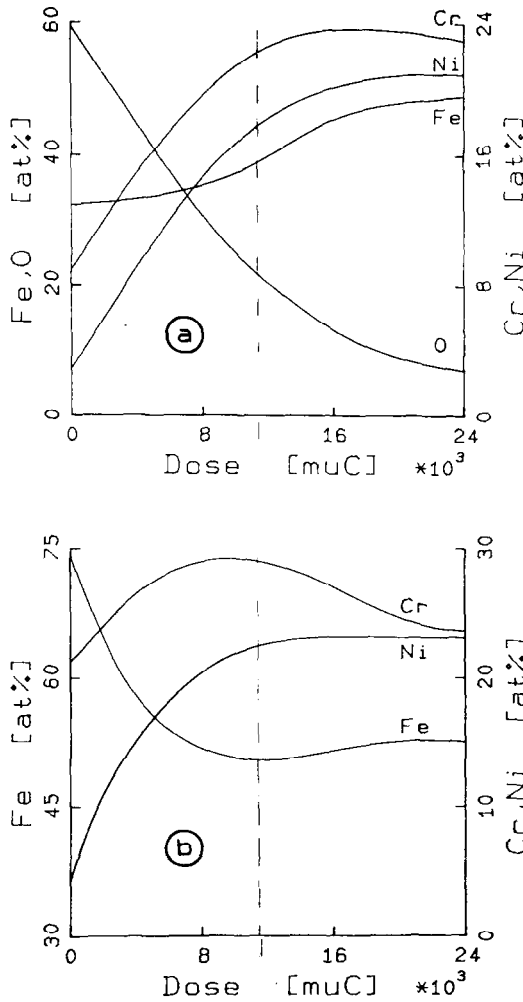 60
40
20
0
Fe,O [at%]
24
16
8
0
Cr,Ni [at%]
Cr
Ni
Fe
O
a
0 8 16 24
Dose [muC] *10³
75
60
45
30
Fe [at%]
30
20
10
0
Cr,Ni [at%]
Cr
Ni
Fe
b
0 8 16 24
Dose [muC] *10³